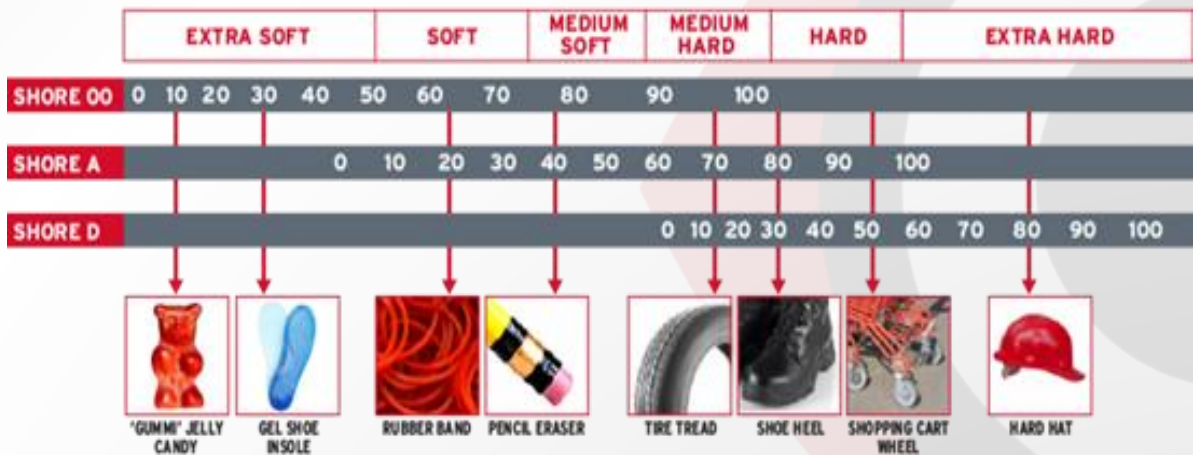 EXTRA SOFT
SOFT
MEDIUM
SOFT
MEDIUM
HARD
HARD
EXTRA HARD
SHORE OO 0 10 20 30 40 50 60 70 80 90 100
SHORE A 0 10 20 30 40 50 60 70 80 90 100
SHORE D 0 10 20 30 40 50 60 70 80 90 100
"GUMMI" JELLY
CANDY
GEL SHOE
INSOLE
RUBBER BAND
PENCIL ERASER
TIRE TREAD
SHOE HEEL
SHOPPING CART
WHEEL
HARD HAT